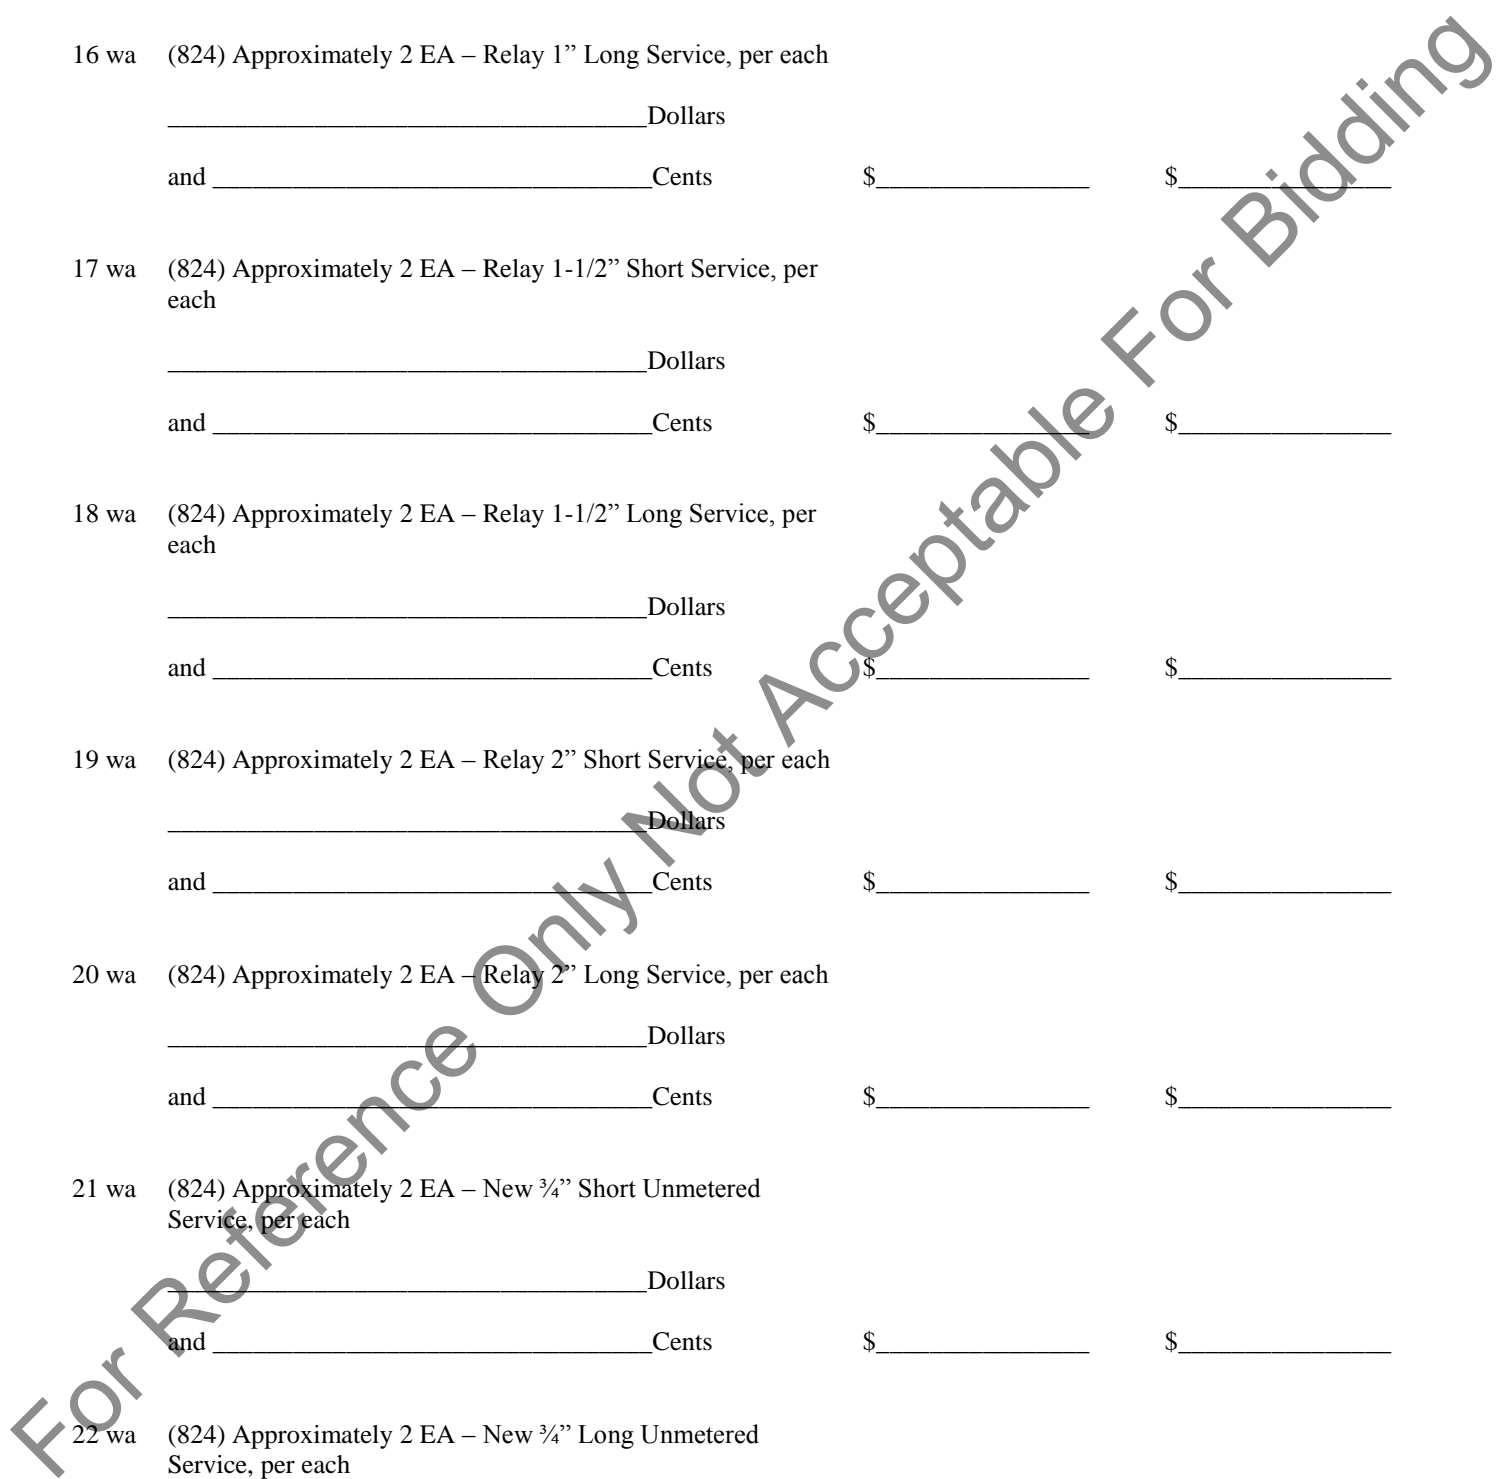 16 wa (824) Approximately 2 EA – Relay 1” Long Service, per each
____________________________________Dollars
and _________________________________Cents $________________ $________________
17 wa (824) Approximately 2 EA – Relay 1-1/2” Short Service, per
each
____________________________________Dollars
and _________________________________Cents $________________ $________________
18 wa (824) Approximately 2 EA – Relay 1-1/2” Long Service, per
each
____________________________________Dollars
and _________________________________Cents $________________ $________________
19 wa (824) Approximately 2 EA – Relay 2” Short Service, per each
____________________________________Dollars
and _________________________________Cents $________________ $________________
20 wa (824) Approximately 2 EA – Relay 2” Long Service, per each
____________________________________Dollars
and _________________________________Cents $________________ $________________
21 wa (824) Approximately 2 EA – New ¾” Short Unmetered
Service, per each
____________________________________Dollars
and _________________________________Cents $________________ $________________
22 wa (824) Approximately 2 EA – New ¾” Long Unmetered
Service, per each
For Reference Only Not Acceptable For Bidding